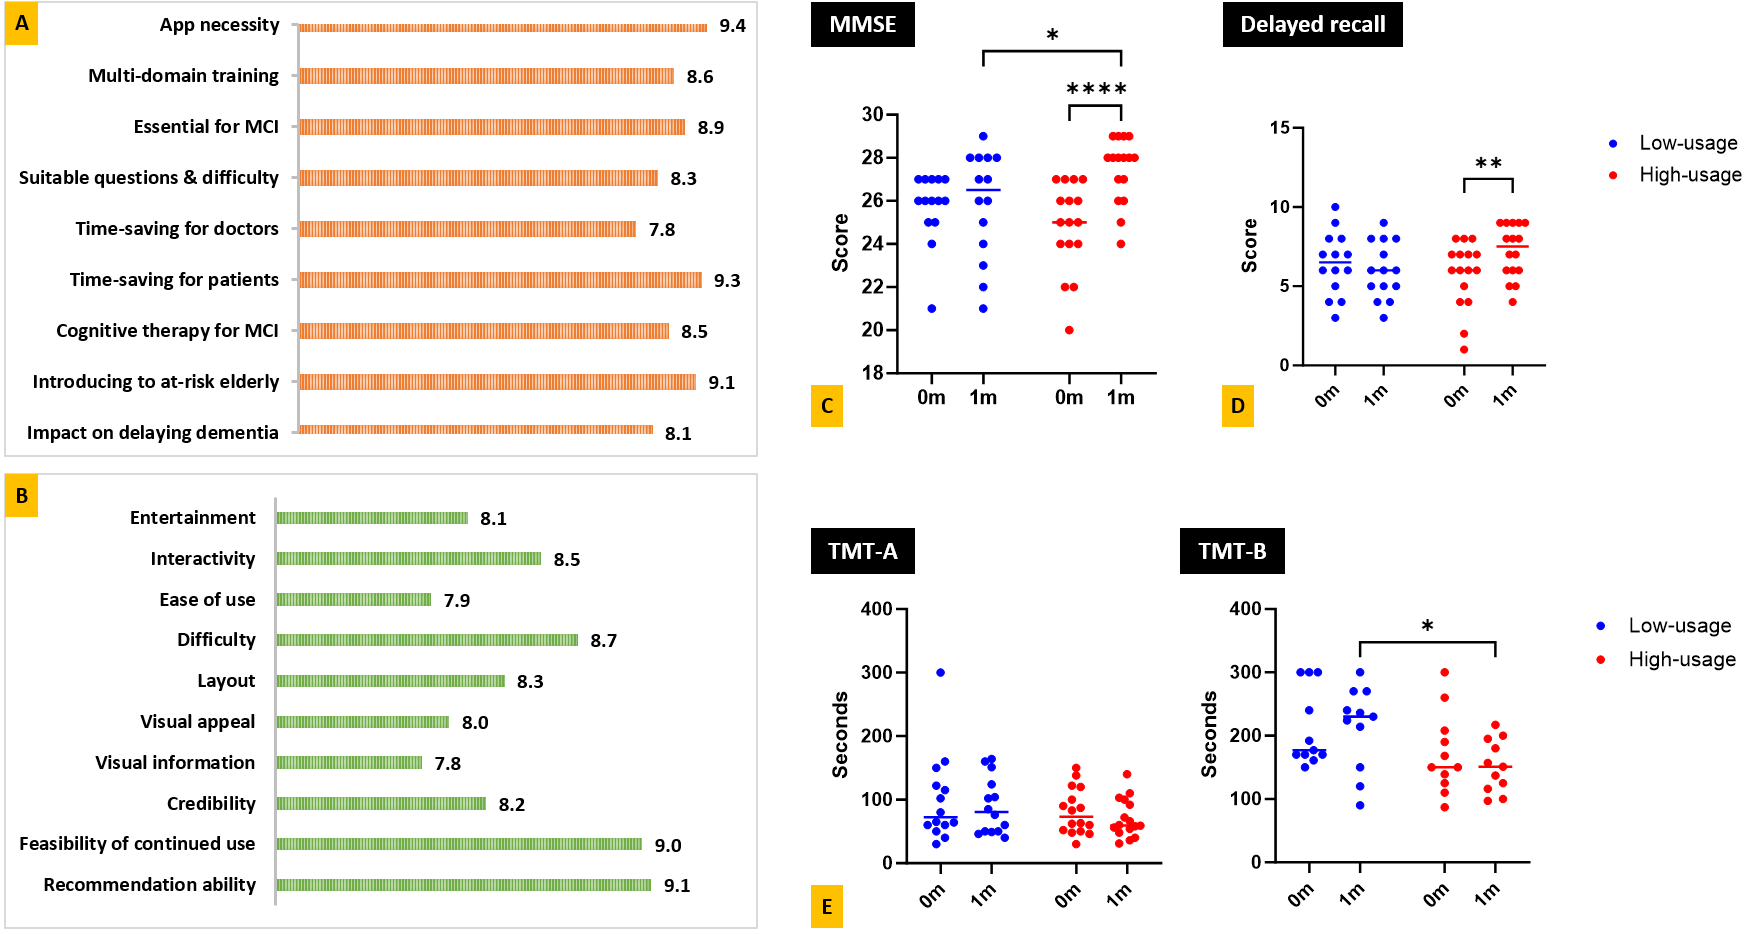 A
App necessity 9.4
Multi-domain training 8.6
Essential for MCI 8.9
Suitable questions & difficulty 8.3
Time-saving for doctors 7.8
Time-saving for patients 9.3
Cognitive therapy for MCI 8.5
Introducing to at-risk elderly 9.1
Impact on delaying dementia 8.1
B
Entertainment 8.1
Interactivity 8.5
Ease of use 7.9
Difficulty 8.7
Layout 8.3
Visual appeal 8.0
Visual information 7.8
Credibility 8.2
Feasibility of continued use 9.0
Recommendation ability 9.1
MMSE
*
****
30
28
26
24
22
20
18
Score
0m 1m 0m 1m
C
Delayed recall
**
15
10
5
0
Score
0m 1m 0m 1m
D
Low-usage
High-usage
TMT-A
400
300
200
100
0
Seconds
0m 1m 0m 1m
E
TMT-B
*
400
300
200
100
0
Seconds
0m 1m 0m 1m
Low-usage
High-usage